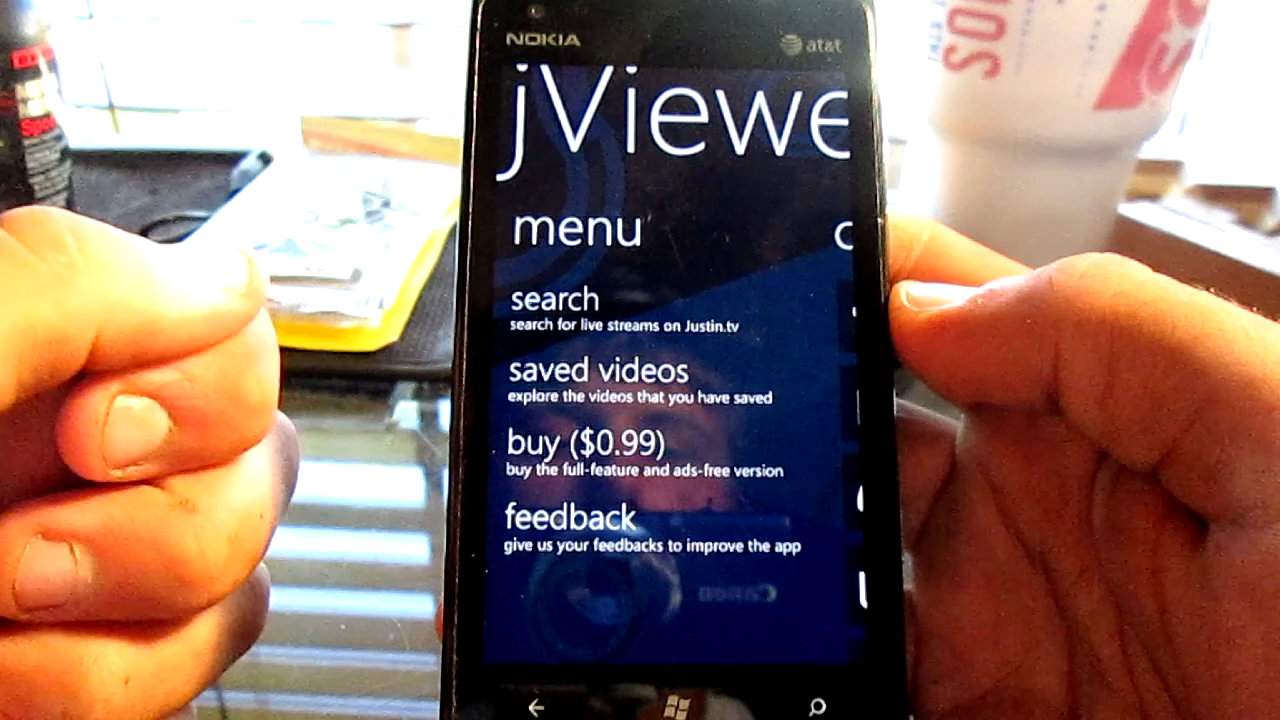 NOKIA
at&t
jViewe
menu
search
search for live streams on Justin.tv
saved videos
explore the videos that you have saved
buy ($0.99)
buy the full-feature and ads-free version
feedback
give us your feedbacks to improve the app